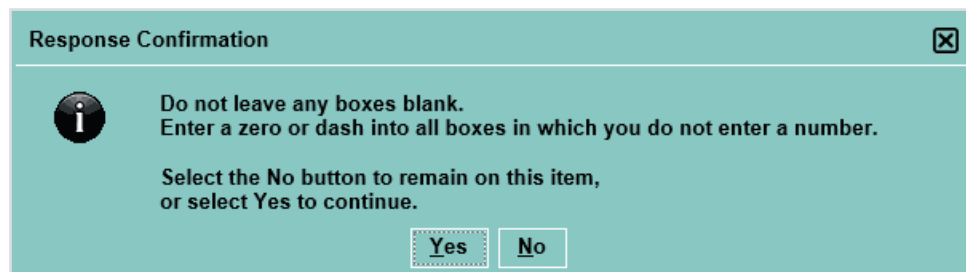 Response Confirmation
Do not leave any boxes blank.
Enter a zero or dash into all boxes in which you do not enter a number.
Select the No button to remain on this item,
or select Yes to continue.
Yes No